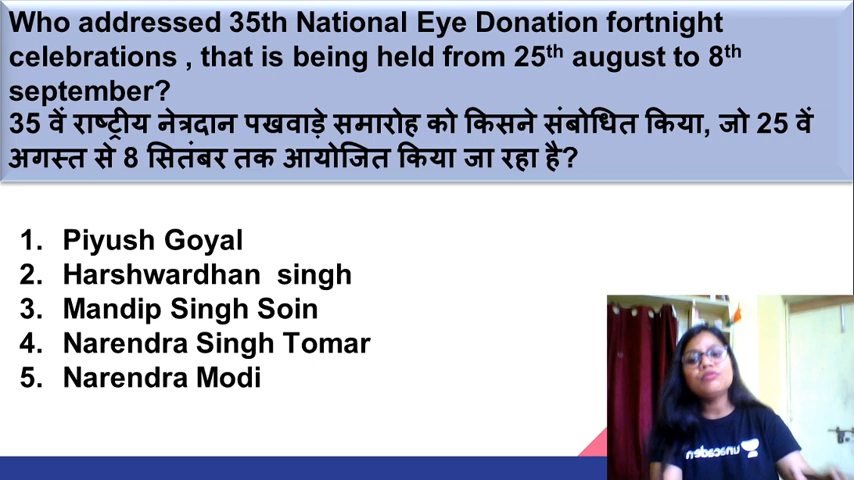 Who addressed 35th National Eye Donation fortnight
celebrations , that is being held from 25th august to 8th
september?
35 वें राष्ट्रीय नेत्रदान पखवाड़े समारोह को किसने संबोधित किया, जो 25 वें
अगस्त से 8 सितंबर तक आयोजित किया जा रहा है?
1. Piyush Goyal
2. Harshwardhan singh
3. Mandip Singh Soin
4. Narendra Singh Tomar
5. Narendra Modi